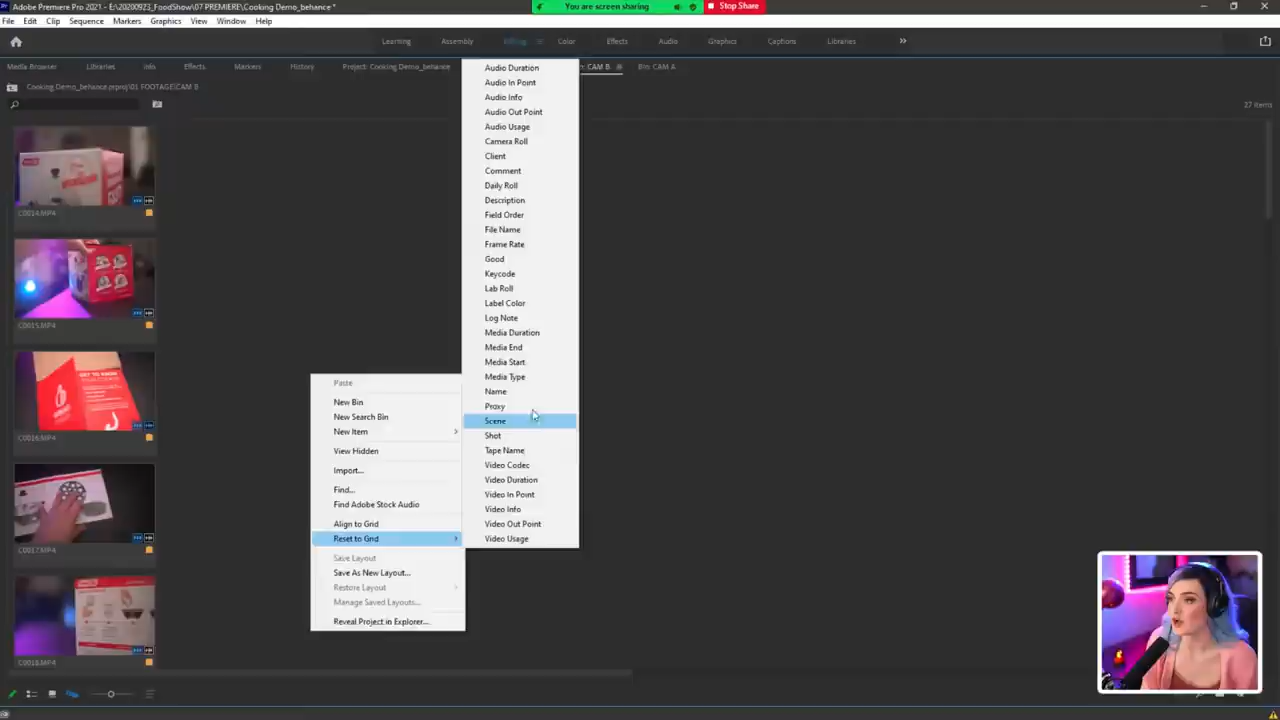 Adobe Premiere Pro 2021 - E:\20200923_FoodShow\07 PREMIERE\Cooking Demo_behance *
You are screen sharing
Stop Share
File Edit Clip Sequence Markers Graphics View Window Help
Learning Assembly Editing Color Effects Audio Graphics Captions Libraries
Media Browser Libraries Info Effects Markers History Project: Cooking Demo_behance CAM B Bin: CAM A
Cooking Demo_behance.prproj\01 FOOTAGE\CAM B
27 Items
C0014.MP4
C0015.MP4
C0016.MP4
C0017.MP4
C0018.MP4
Paste
New Bin
New Search Bin
New Item
View Hidden
Import...
Find...
Find Adobe Stock Audio
Align to Grid
Reset to Grid
Save Layout
Save As New Layout...
Restore Layout
Manage Saved Layouts...
Reveal Project in Explorer...
Audio Duration
Audio In Point
Audio Info
Audio Out Point
Audio Usage
Camera Roll
Client
Comment
Daily Roll
Description
Field Order
File Name
Frame Rate
Good
Keycode
Lab Roll
Label Color
Log Note
Media Duration
Media End
Media Start
Media Type
Name
Proxy
Scene
Shot
Tape Name
Video Codec
Video Duration
Video In Point
Video Info
Video Out Point
Video Usage